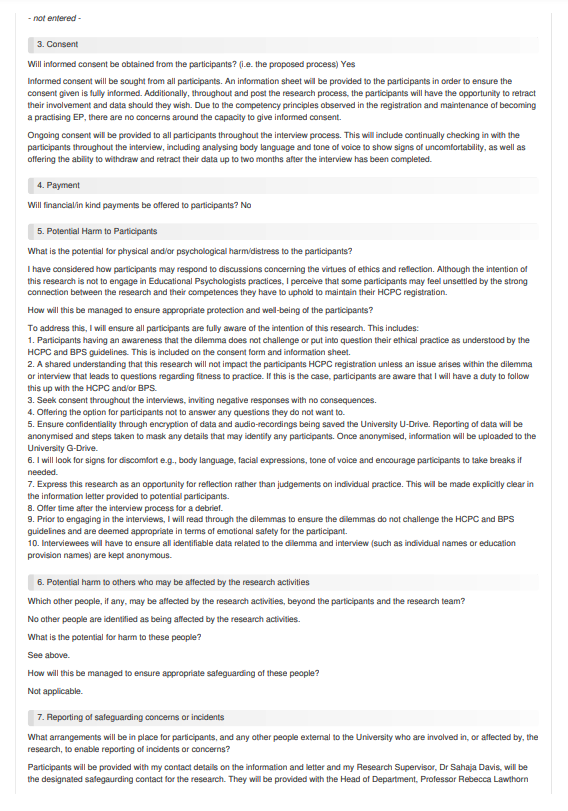 - not entered -
3. Consent
Will informed consent be obtained from the participants? (i.e. the proposed process) Yes
Informed consent will be sought from all participants. An information sheet will be provided to the participants in order to ensure the
consent given is fully informed. Additionally, throughout and post the research process, the participants will have the opportunity to retract
their involvement and data should they wish. Due to the competency principles observed in the registration and maintenance of becoming
a practising EP, there are no concerns around the capacity to give informed consent.
Ongoing consent will be provided to all participants throughout the interview process. This will include continually checking in with the
participants throughout the interview, including analysing body language and tone of voice to show signs of uncomfortability, as well as
offering the ability to withdraw and retract their data up to two months after the interview has been completed.
4. Payment
Will financial/in kind payments be offered to participants? No
5. Potential Harm to Participants
What is the potential for physical and/or psychological harm/distress to the participants?
I have considered how participants may respond to discussions concerning the virtues of ethics and reflection. Although the intention of
this research is not to engage in Educational Psychologists practices, I perceive that some participants may feel unsettled by the strong
connection between the research and their competences they have to uphold to maintain their HCPC registration.
How will this be managed to ensure appropriate protection and well-being of the participants?
To address this, I will ensure all participants are fully aware of the intention of this research. This includes:
1. Participants having an awareness that the dilemma does not challenge or put into question their ethical practice as understood by the
HCPC and BPS guidelines. This is included on the consent form and information sheet.
2. A shared understanding that this research will not impact the participants HCPC registration unless an issue arises within the dilemma
or interview that leads to questions regarding fitness to practice. If this is the case, participants are aware that I will have a duty to follow
this up with the HCPC and/or BPS.
3. Seek consent throughout the interviews, inviting negative responses with no consequences.
4. Offering the option for participants not to answer any questions they do not want to.
5. Ensure confidentiality through encryption of data and audio-recordings being saved the University U-Drive. Reporting of data will be
anonymised and steps taken to mask any details that may identify any participants. Once anonymised, information will be uploaded to the
University G-Drive.
6. I will look for signs for discomfort e.g., body language, facial expressions, tone of voice and encourage participants to take breaks if
needed.
7. Express this research as an opportunity for reflection rather than judgements on individual practice. This will be made explicitly clear in
the information letter provided to potential participants.
8. Offer time after the interview process for a debrief.
9. Prior to engaging in the interviews, I will read through the dilemmas to ensure the dilemmas do not challenge the HCPC and BPS
guidelines and are deemed appropriate in terms of emotional safety for the participant.
10. Interviewees will have to ensure all identifiable data related to the dilemma and interview (such as individual names or education
provision names) are kept anonymous.
6. Potential harm to others who may be affected by the research activities
Which other people, if any, may be affected by the research activities, beyond the participants and the research team?
No other people are identified as being affected by the research activities.
What is the potential for harm to these people?
See above.
How will this be managed to ensure appropriate safeguarding of these people?
Not applicable.
7. Reporting of safeguarding concerns or incidents
What arrangements will be in place for participants, and any other people external to the University who are involved in, or affected by, the
research, to enable reporting of incidents or concerns?
Participants will be provided with my contact details on the information and letter and my Research Supervisor, Dr Sahaja Davis, will be
the designated safegaurding contact for the research. They will be provided with the Head of Department, Professor Rebecca Lawthorn